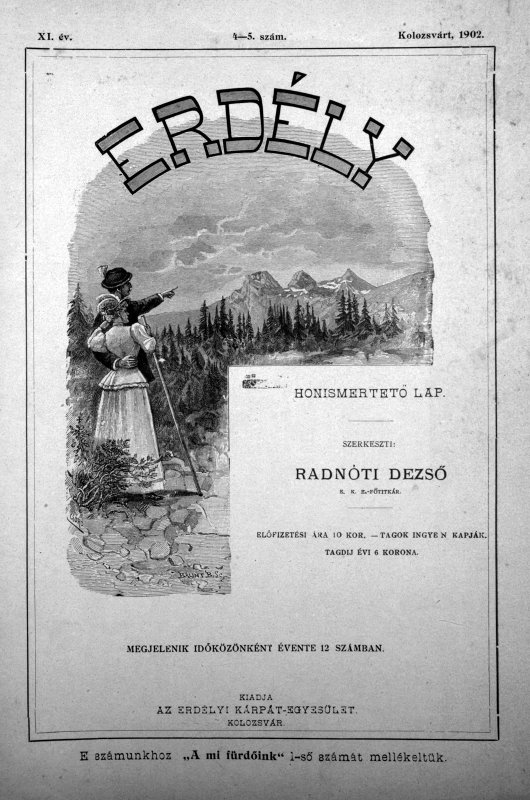 XI. év. 4—5. szám. Kolozsvárt, 1902.
ERDÉLY
HONISMERTETŐ LAP.
SZERKESZTI:
RADNÓTI DEZSŐ
E. K. E.-FŐTITKÁR.
ELŐFIZETÉSI ÁRA 10 KOR. — TAGOK INGYEN KAPJÁK.
TAGDIJ ÉVI 6 KORONA.
MEGJELENIK IDŐKÖZÖNKÉNT ÉVENTE 12 SZÁMBAN.
KIADJA
AZ ERDÉLYI KÁRPÁT-EGYESÜLET.
KOLOZSVÁR.
E számunkhoz „A mi fürdőink“ 1-ső számát mellékeltük.